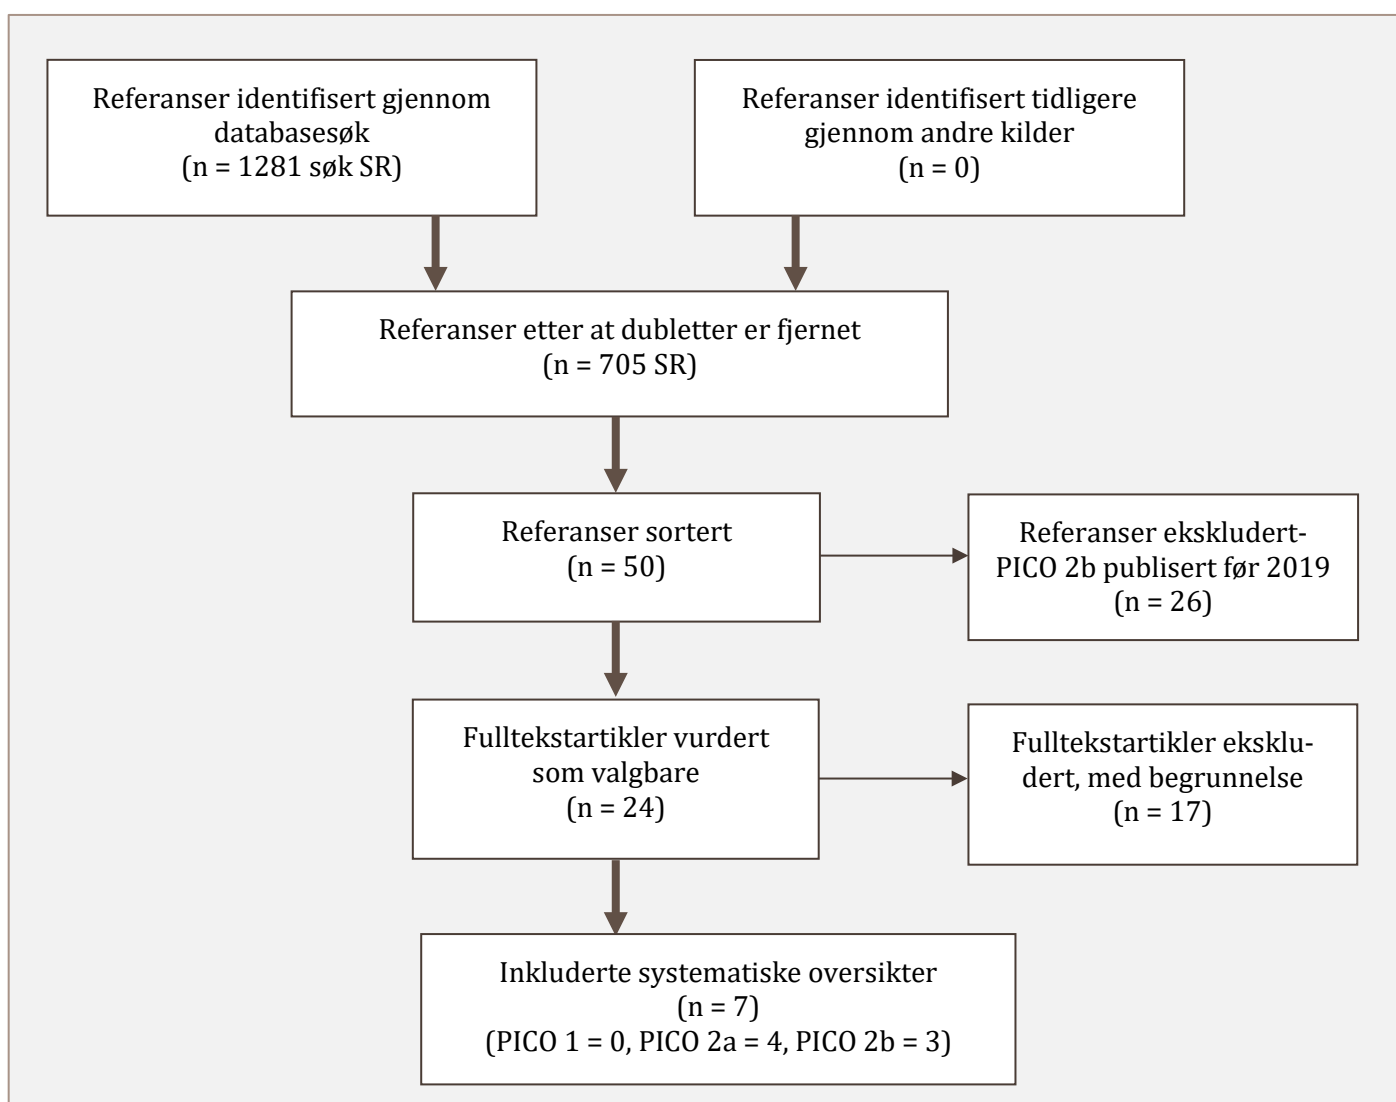 Referanser identifisert gjennom
databasesøk
(n = 1281 søk SR)
Referanser identifisert tidligere
gjennom andre kilder
(n = 0)
Referanser etter at dubletter er fjernet
(n = 705 SR)
Referanser sortert
(n = 50)
Referanser ekskludert-
PICO 2b publisert før 2019
(n = 26)
Fulltekstartikler vurdert
som valgbare
(n = 24)
Fulltekstartikler eksklu-
dert, med begrunnelse
(n = 17)
Inkluderte systematiske oversikter
(n = 7)
(PICO 1 = 0, PICO 2a = 4, PICO 2b = 3)